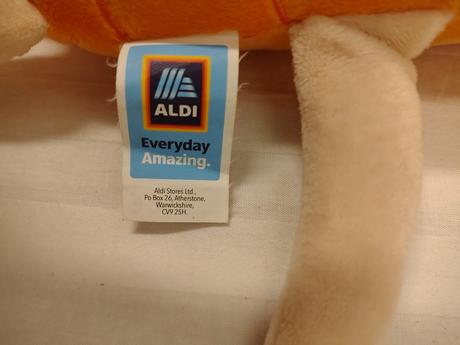 ALDI
Everyday
Amazing.
Aldi Stores Ltd.,
Po Box 26, Atherstone,
Warwickshire,
CV9 2SH.